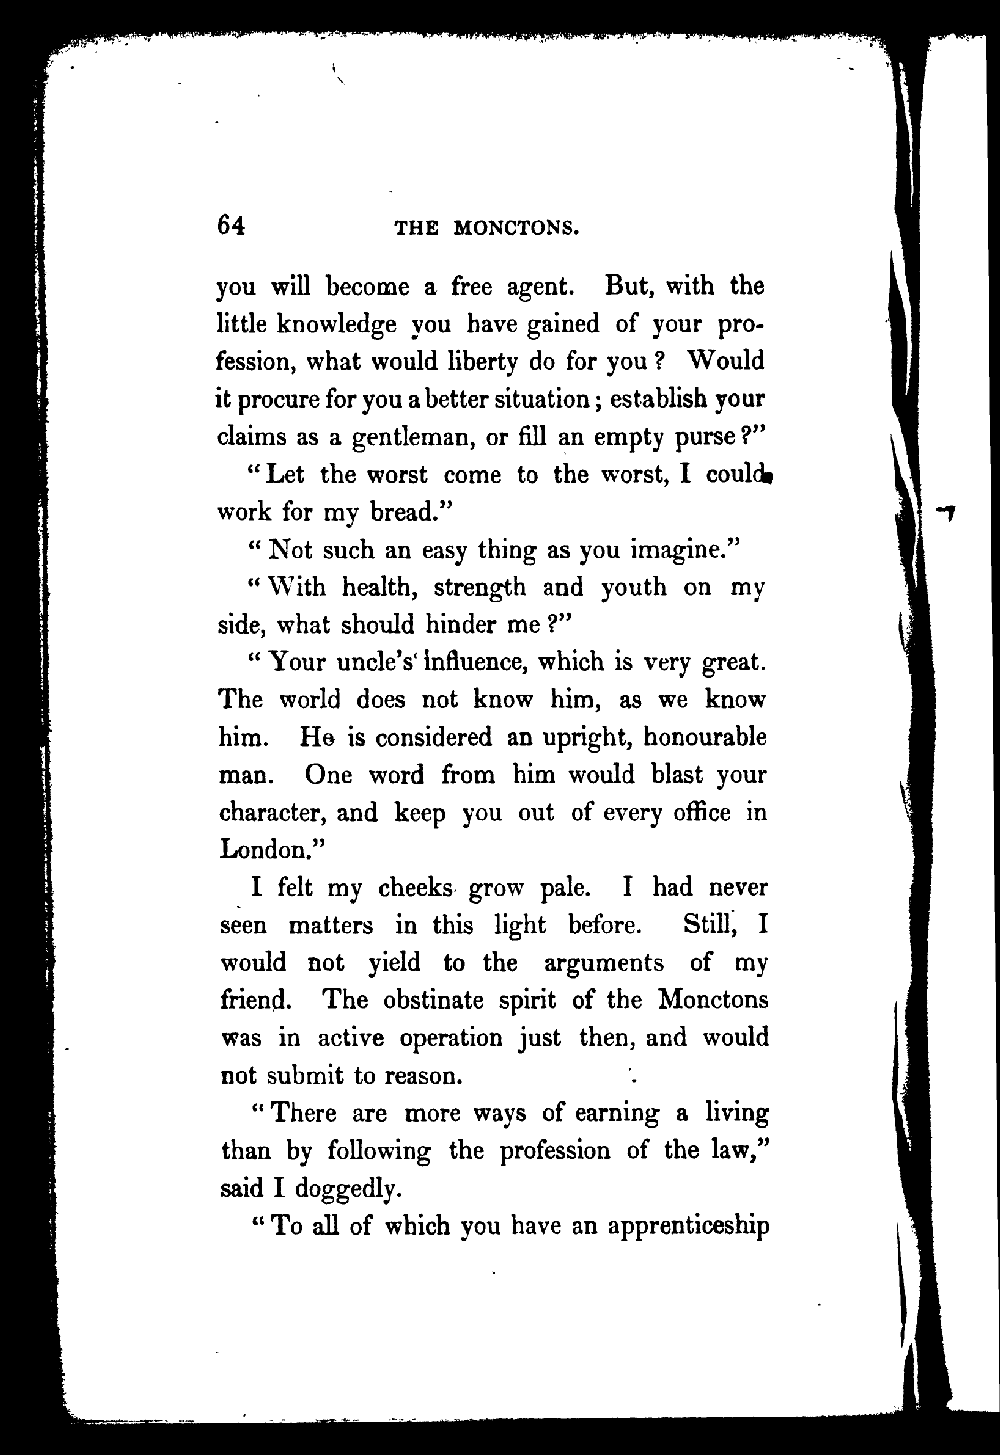 64 THE MONCTONS.
you will become a free agent. But, with the
little knowledge you have gained of your pro-
fession, what would liberty do for you? Would
it procure for you a better situation; establish your
claims as a gentleman, or fill an empty purse?”
“Let the worst come to the worst, I could
work for my bread.”
“Not such an easy thing as you imagine.”
“With health, strength and youth on my
side, what should hinder me?”
“Your uncle's influence, which is very great.
The world does not know him, as we know
him. He is considered an upright, honourable
man. One word from him would blast your
character, and keep you out of every office in
London.”
I felt my cheeks grow pale. I had never
seen matters in this light before. Still, I
would not yield to the arguments of my
friend. The obstinate spirit of the Monctons
was in active operation just then, and would
not submit to reason.
“There are more ways of earning a living
than by following the profession of the law,”
said I doggedly.
“To all of which you have an apprenticeship